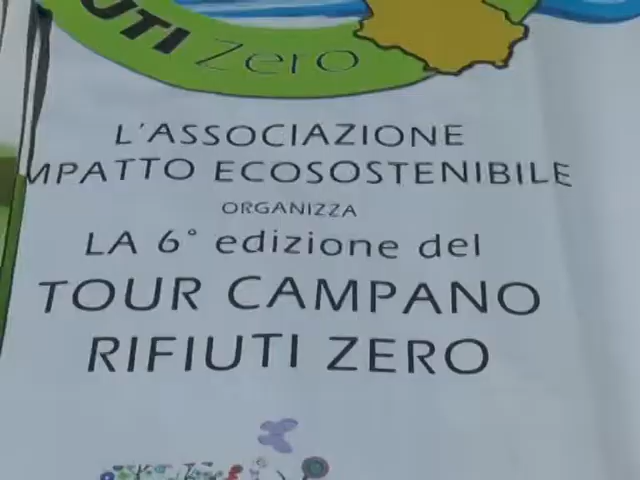 UTI Zero
L'ASSOCIAZIONE
MPATTO ECOSOSTENIBILE
ORGANIZZA
LA 6° edizione del
TOUR CAMPANO
RIFIUTI ZERO